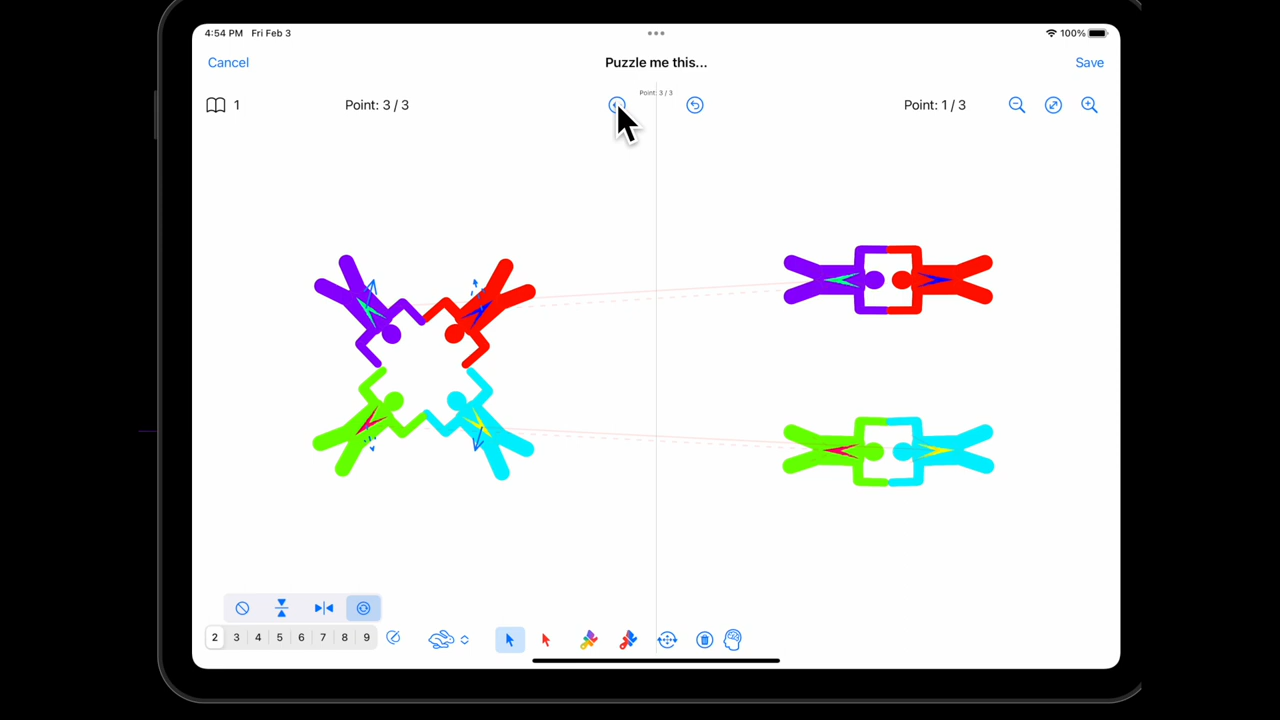 4:54 PM Fri Feb 3
100%
Cancel
Puzzle me this...
Save
1
Point: 3 / 3
Point: 3 / 3
Point: 1 / 3
2 3 4 5 6 7 8 9